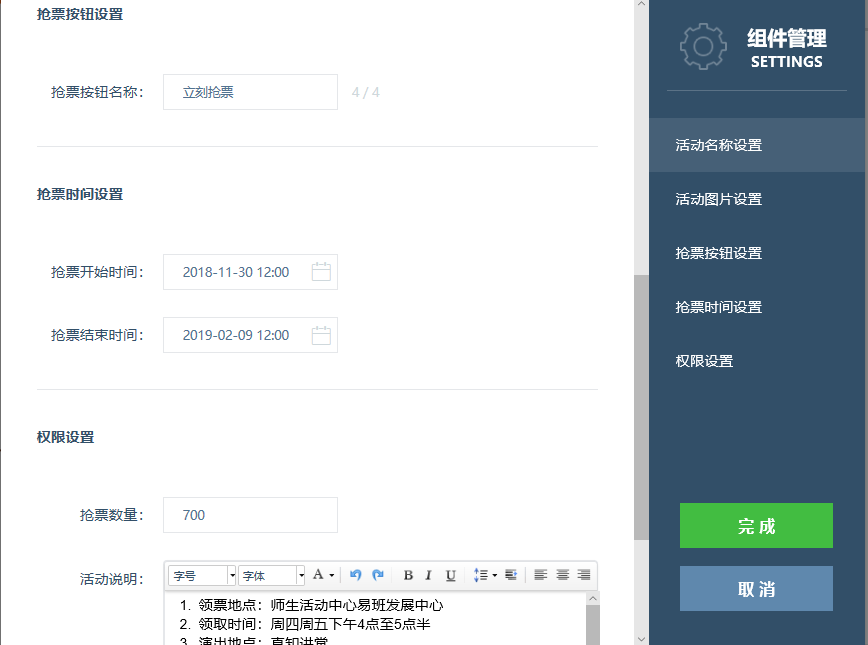 抢票按钮设置
抢票按钮名称： 立刻抢票 4 / 4
抢票时间设置
抢票开始时间： 2018-11-30 12:00
抢票结束时间： 2019-02-09 12:00
权限设置
抢票数量： 700
活动说明： 字号 字体 A B I U
1. 领票地点：师生活动中心易班发展中心
2. 领取时间：周四周五下午4点至5点半
3. 演出地点：真知讲堂
组件管理
SETTINGS
活动名称设置
活动图片设置
抢票按钮设置
抢票时间设置
权限设置
完成
取消